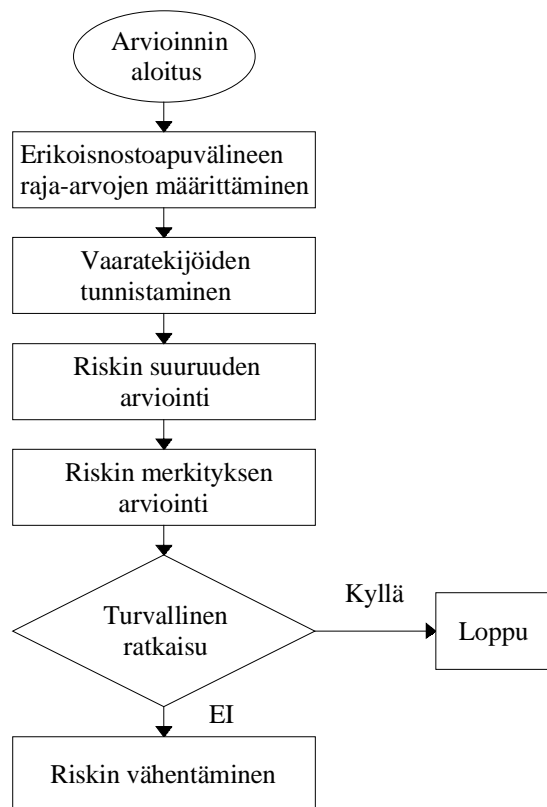 Arvioinnin
aloitus
Erikoisnostoapuvälineen
raja-arvojen määrittäminen
Vaaratekijöiden
tunnistaminen
Riskin suuruuden
arviointi
Riskin merkityksen
arviointi
Turvallinen
ratkaisu
Kyllä
Loppu
EI
Riskin vähentäminen